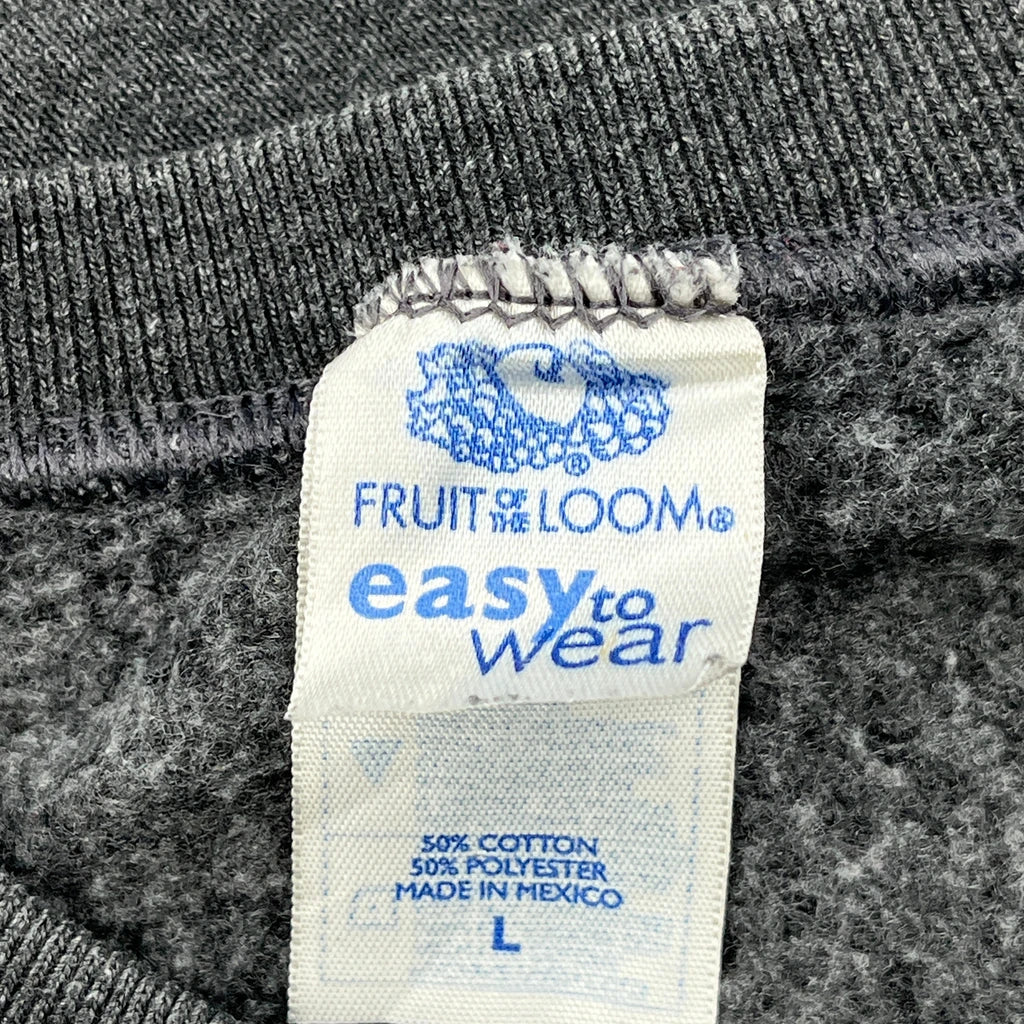 ®
FRUIT OF THE LOOM®
easy to
wear
50% COTTON
50% POLYESTER
MADE IN MEXICO
L